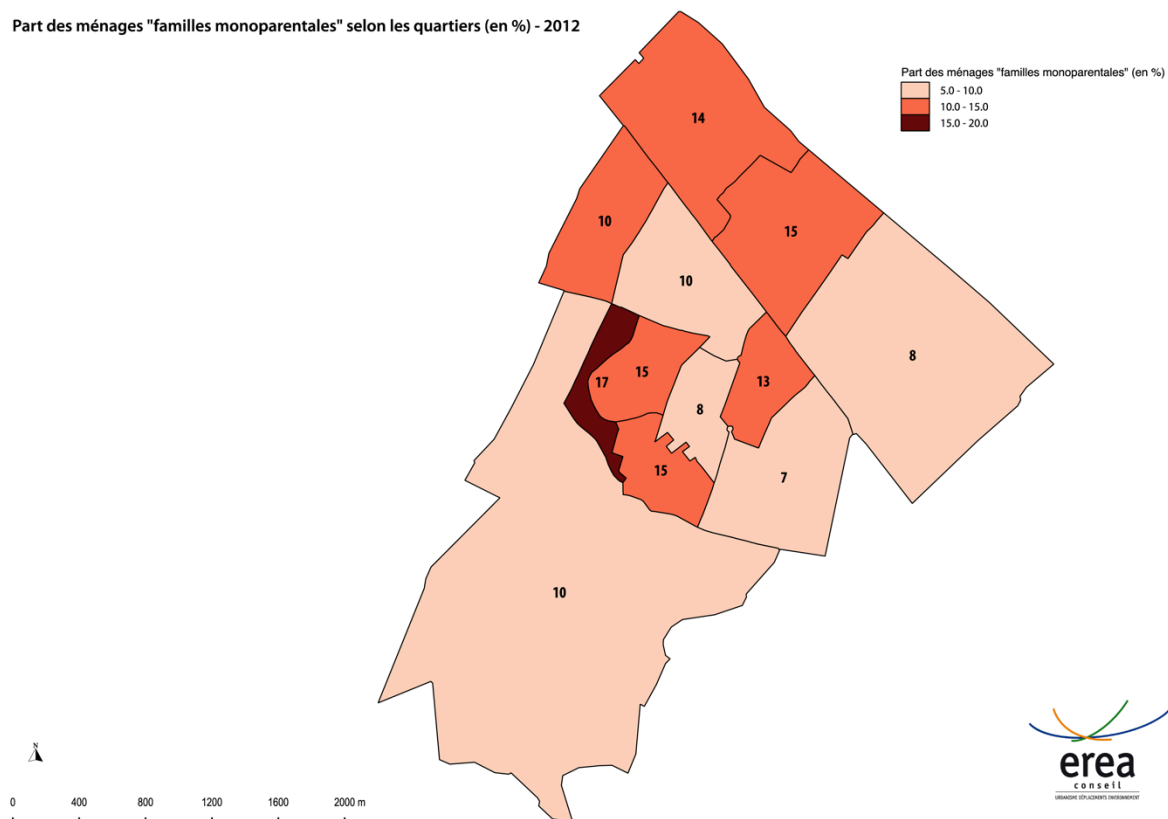 Part des ménages "familles monoparentales" selon les quartiers (en %) - 2012
Part des ménages "familles monoparentales" (en %)
5.0 - 10.0
10.0 - 15.0
15.0 - 20.0
14
10
15
10
8
17
15
13
8
15
7
10
N
0 400 800 1200 1600 2000 m
erea
conseil
URBANISME DÉPLACEMENTS ENVIRONNEMENT